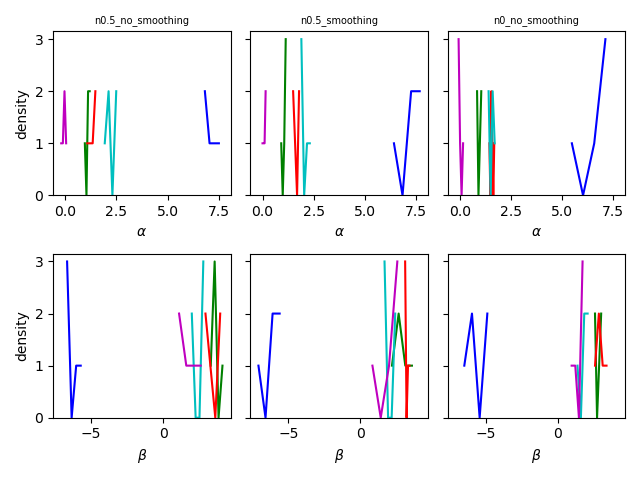 n0.5_no_smoothing n0.5_smoothing n0_no_smoothing
3
2
1
0
density
0.0 2.5 5.0 7.5 0.0 2.5 5.0 7.5 0.0 2.5 5.0 7.5
α α α
3
2
1
0
density
−5 0 −5 0 −5 0
β β β